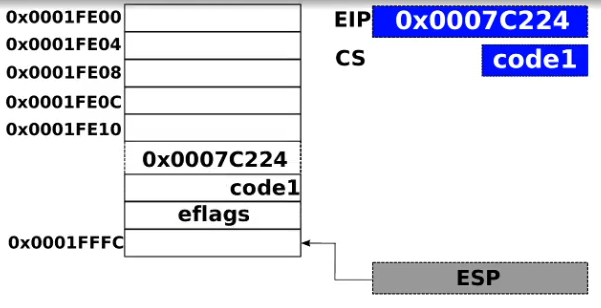 0x0001FE00
0x0001FE04
0x0001FE08
0x0001FE0C
0x0001FE10
0x0007C224
code1
eflags
0x0001FFFC
EIP 0x0007C224
CS code1
ESP